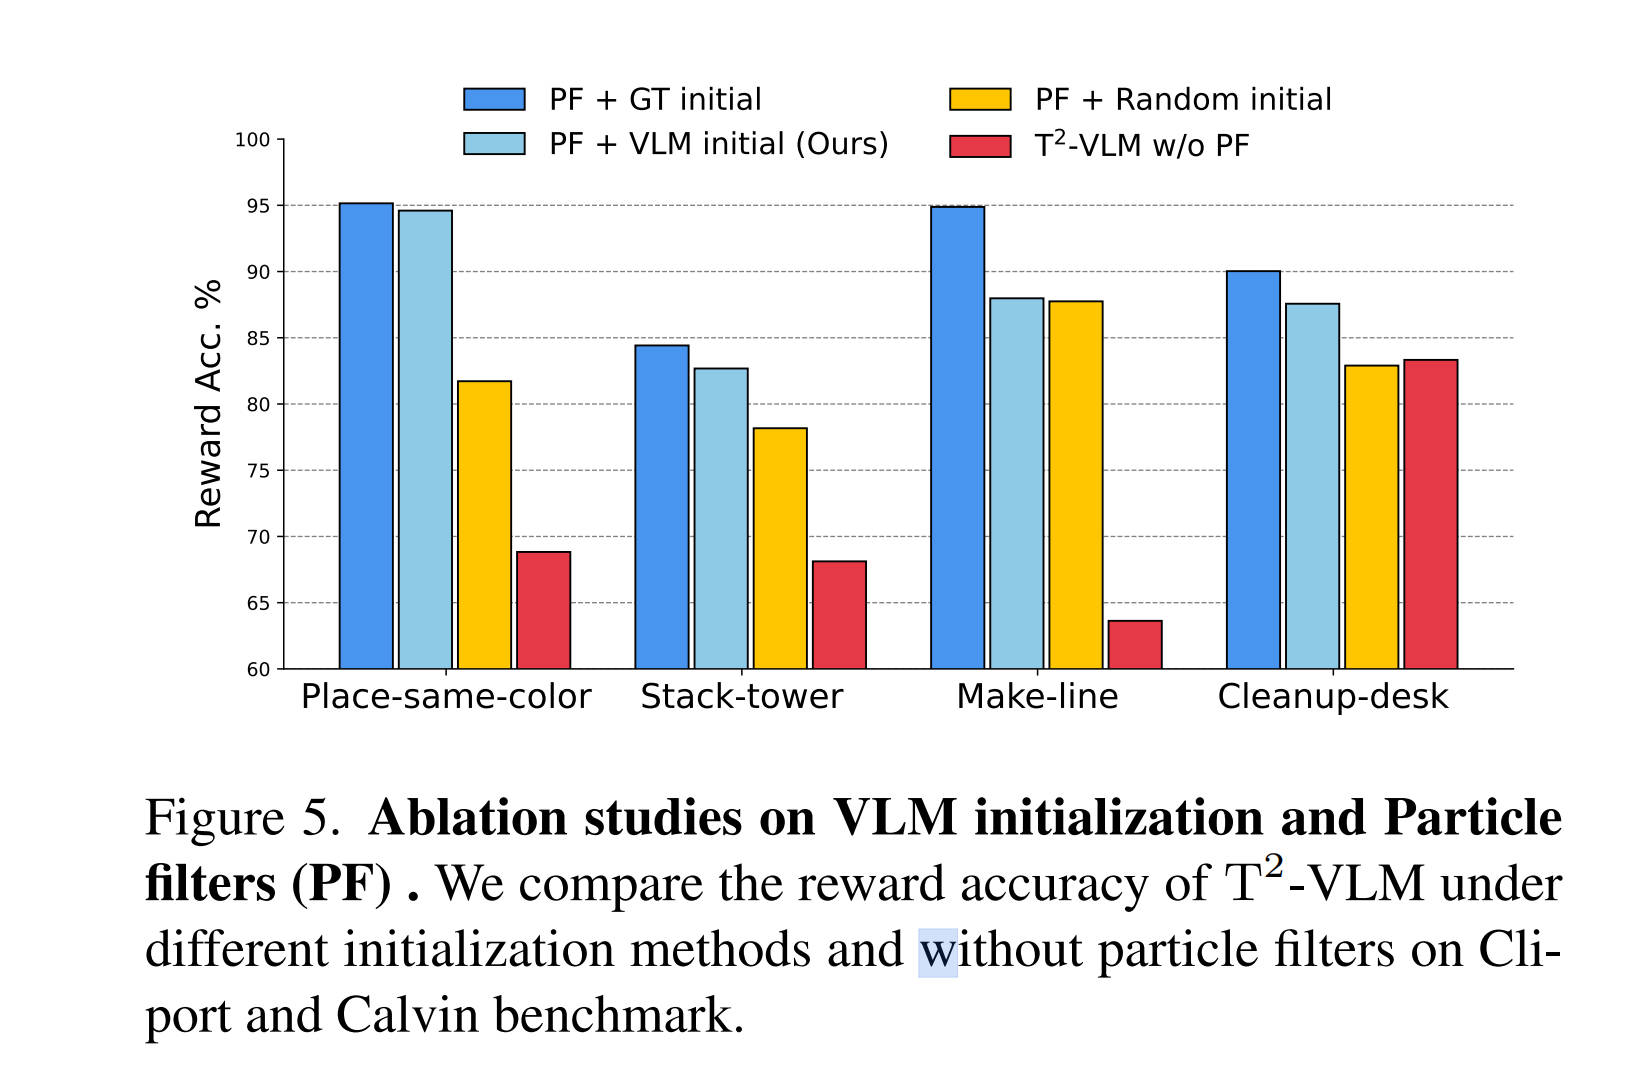 PF + GT initial
PF + VLM initial (Ours)
PF + Random initial
T²-VLM w/o PF
Reward Acc. %
100
95
90
85
80
75
70
65
60
Place-same-color Stack-tower Make-line Cleanup-desk
Figure 5. Ablation studies on VLM initialization and Particle
filters (PF) . We compare the reward accuracy of T²-VLM under
different initialization methods and without particle filters on Cli-
port and Calvin benchmark.